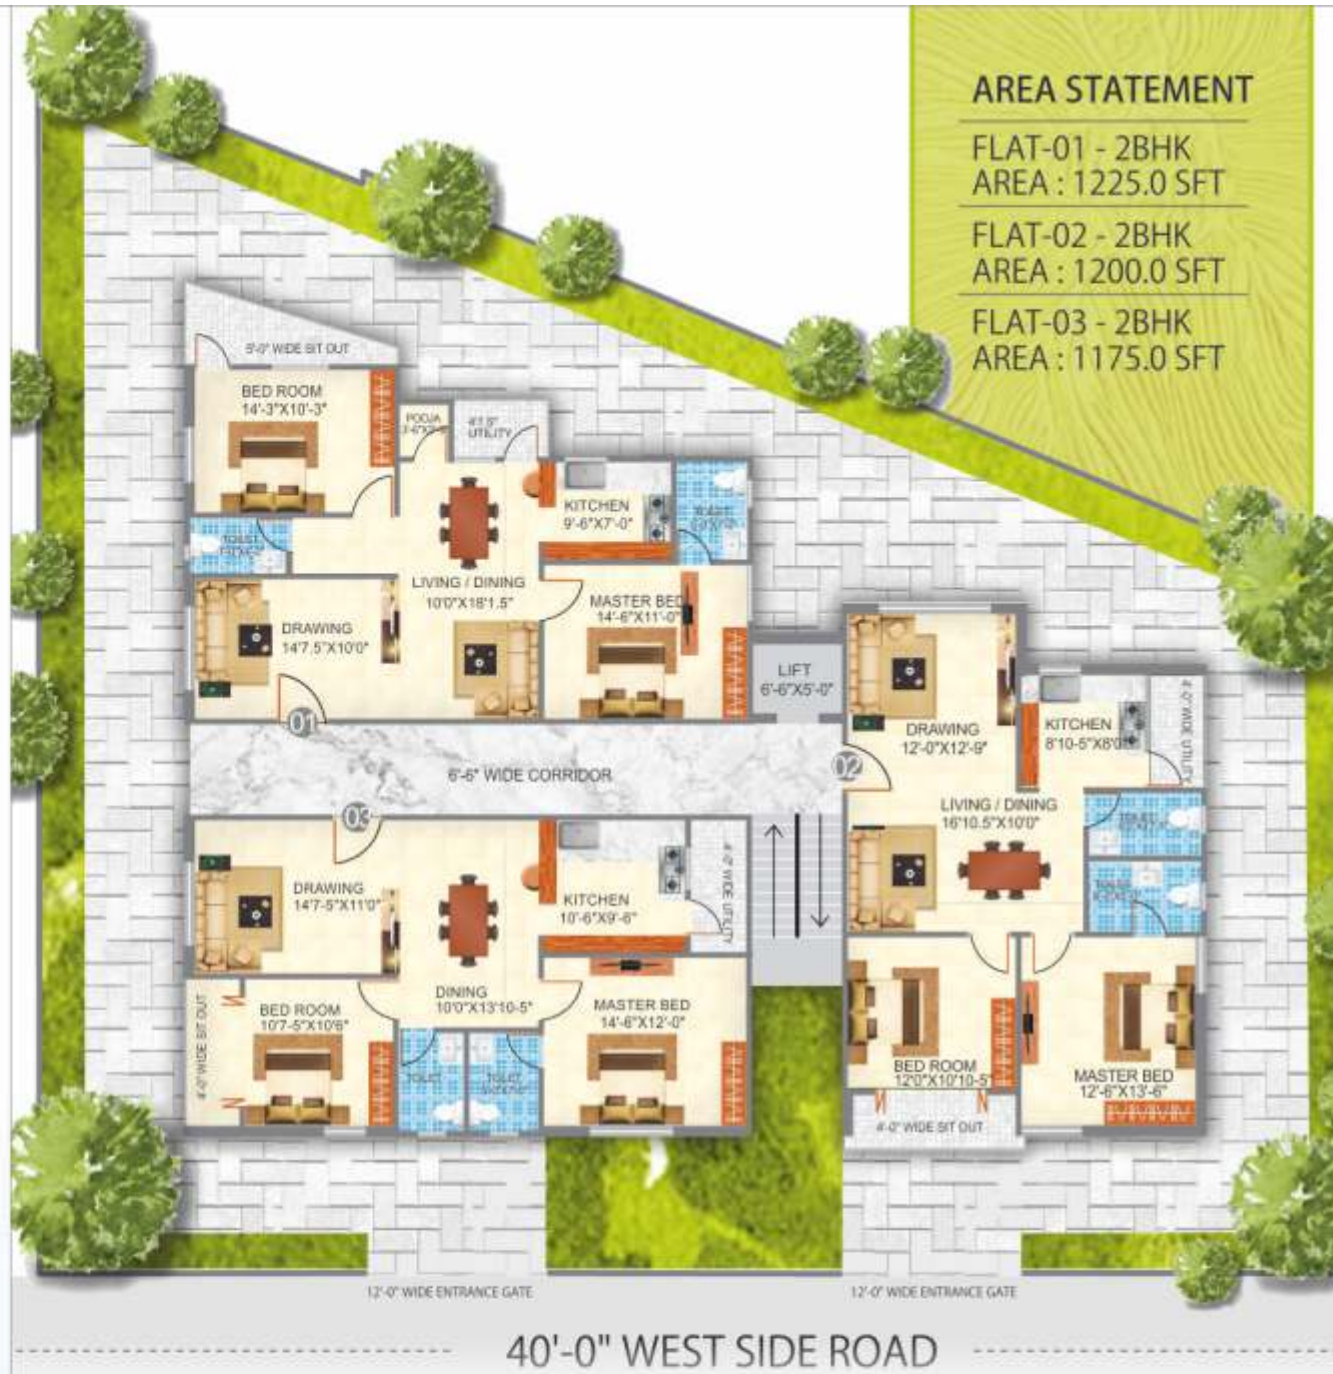 AREA STATEMENT
FLAT-01 - 2BHK
AREA : 1225.0 SFT
FLAT-02 - 2BHK
AREA : 1200.0 SFT
FLAT-03 - 2BHK
AREA : 1175.0 SFT
5'-0" WIDE SIT OUT
BED ROOM
14'-3"X10'-3"
POOJA
UTILITY
KITCHEN
9'-6"X7'-0"
TOILET
TOILET
LIVING / DINING
10'0"X18'1.5"
MASTER BED
14'-6"X11'-0"
DRAWING
14'7.5"X10'0"
01
LIFT
6'-6"X5'-0"
6'-6" WIDE CORRIDOR
02
DRAWING
12'-0"X12'-9"
KITCHEN
8'10-5"X8'0"
4'-0" WIDE UTILITY
LIVING / DINING
16'10.5"X10'0"
TOILET
TOILET
03
DRAWING
14'7-5"X11'0"
KITCHEN
10'-6"X9'-6"
4'-0" WIDE UTILITY
DINING
10'0"X13'10-5"
BED ROOM
10'7-5"X10'6"
4'-0" WIDE SIT OUT
MASTER BED
14'-6"X12'-0"
TOILET
TOILET
BED ROOM
12'0"X10'10-5"
MASTER BED
12'-6"X13'-6"
4'-0" WIDE SIT OUT
12'-0" WIDE ENTRANCE GATE
12'-0" WIDE ENTRANCE GATE
40'-0" WEST SIDE ROAD